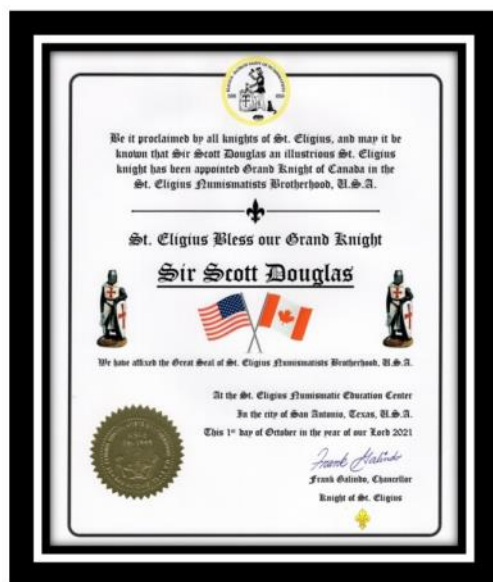 Be it proclaimed by all knights of St. Eligius, and may it be
known that Sir Scott Douglas an illustrious St. Eligius
knight has been appointed Grand Knight of Canada in the
St. Eligius Numismatists Brotherhood, U.S.A.
St. Eligius Bless our Grand Knight
Sir Scott Douglas
We have affixed the Great Seal of St. Eligius Numismatists Brotherhood, U.S.A.
At the St. Eligius Numismatic Education Center
In the city of San Antonio, Texas, U.S.A.
This 1st day of October in the year of our Lord 2021
Frank Galindo
Frank Galindo, Chancellor
Knight of St. Eligius